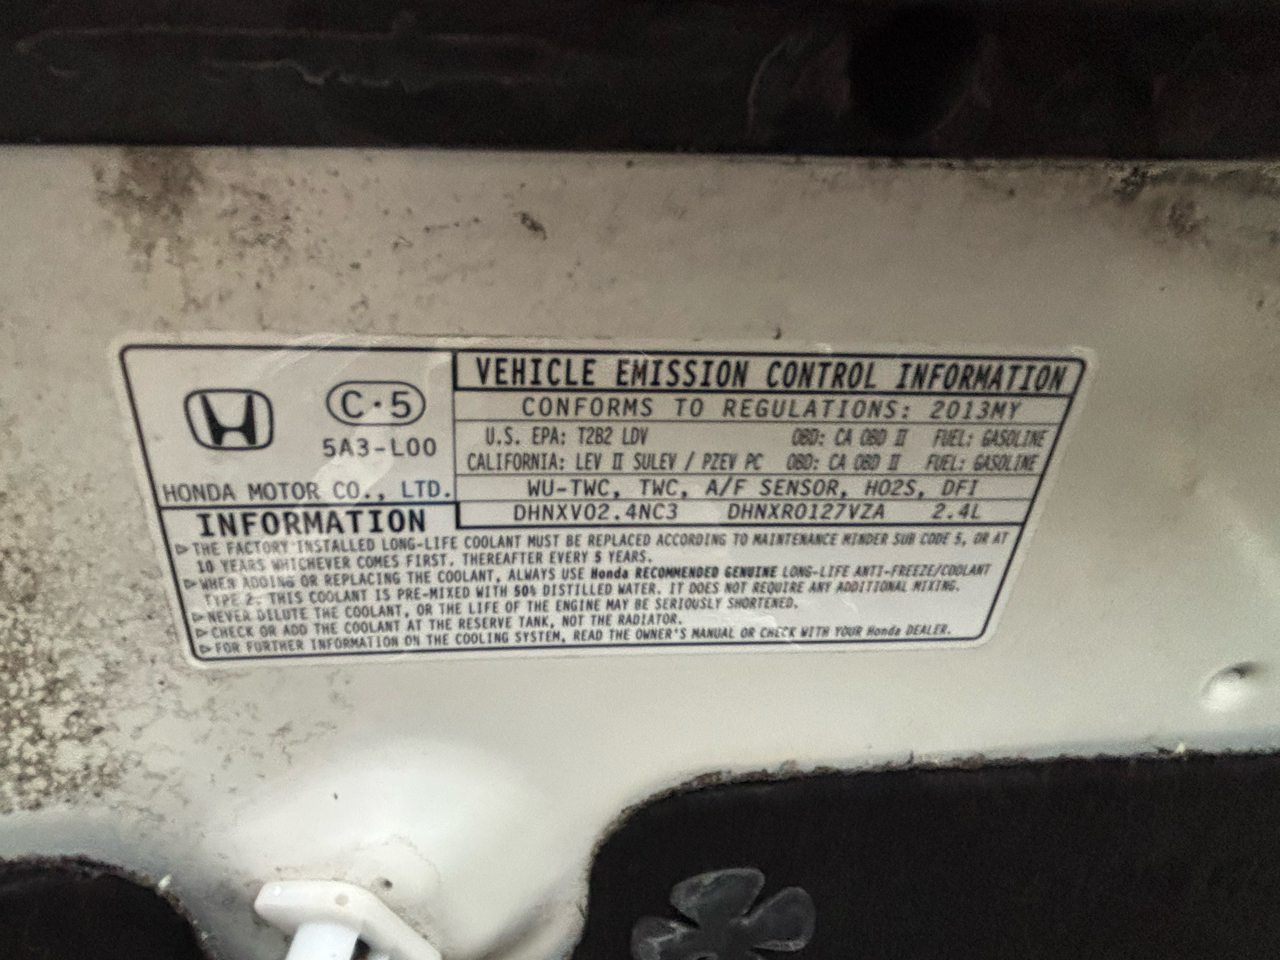 VEHICLE EMISSION CONTROL INFORMATION
C·5
CONFORMS TO REGULATIONS: 2013MY
5A3-L00
U.S. EPA: T2B2 LDV OBD: CA OBD II FUEL: GASOLINE
CALIFORNIA: LEV II SULEV / PZEV PC OBD: CA OBD II FUEL: GASOLINE
HONDA MOTOR CO., LTD.
WU-TWC, TWC, A/F SENSOR, HO2S, DFI
DHNXV02.4NC3 DHNXR0127VZA 2.4L
INFORMATION
▷THE FACTORY INSTALLED LONG-LIFE COOLANT MUST BE REPLACED ACCORDING TO MAINTENANCE MINDER SUB CODE 5, OR AT
10 YEARS WHICHEVER COMES FIRST. THEREAFTER EVERY 5 YEARS.
▷WHEN ADDING OR REPLACING THE COOLANT, ALWAYS USE Honda RECOMMENDED GENUINE LONG-LIFE ANTI-FREEZE/COOLANT
TYPE 2. THIS COOLANT IS PRE-MIXED WITH 50% DISTILLED WATER. IT DOES NOT REQUIRE ANY ADDITIONAL MIXING.
▷NEVER DILUTE THE COOLANT, OR THE LIFE OF THE ENGINE MAY BE SERIOUSLY SHORTENED.
▷CHECK OR ADD THE COOLANT AT THE RESERVE TANK, NOT THE RADIATOR.
▷FOR FURTHER INFORMATION ON THE COOLING SYSTEM, READ THE OWNER'S MANUAL OR CHECK WITH YOUR Honda DEALER.